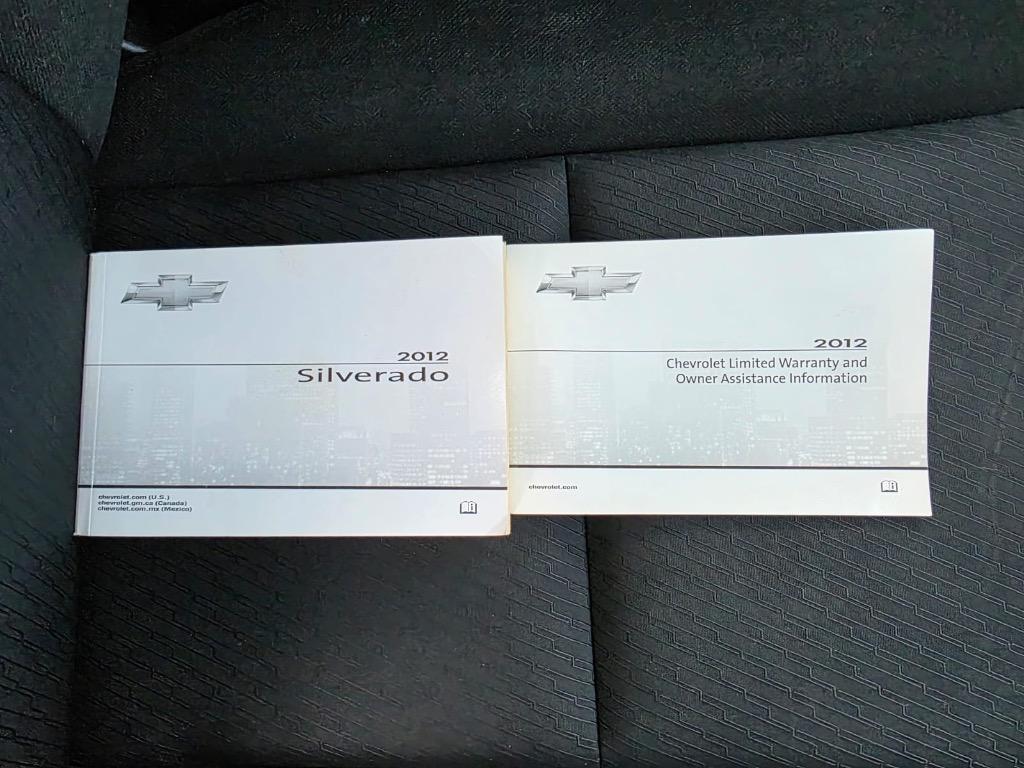 2012
Silverado
chevrolet.com (U.S.)
chevrolet.gm.ca (Canada)
chevrolet.com.mx (Mexico)
2012
Chevrolet Limited Warranty and
Owner Assistance Information
chevrolet.com